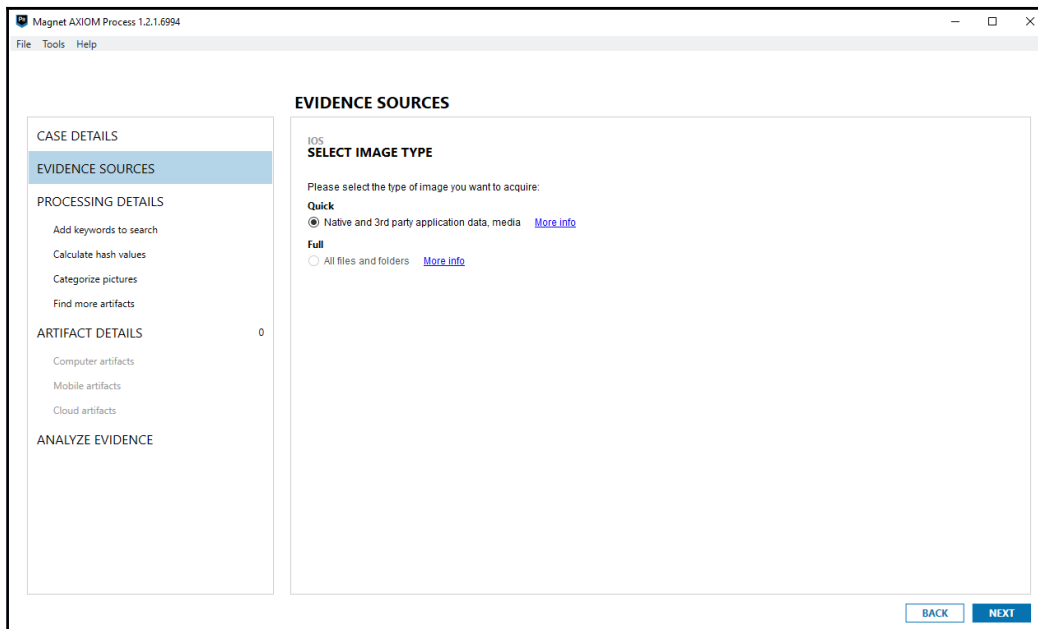 Magnet AXIOM Process 1.2.1.6994
File Tools Help
EVIDENCE SOURCES
CASE DETAILS
EVIDENCE SOURCES
PROCESSING DETAILS
Add keywords to search
Calculate hash values
Categorize pictures
Find more artifacts
ARTIFACT DETAILS 0
Computer artifacts
Mobile artifacts
Cloud artifacts
ANALYZE EVIDENCE
IOS
SELECT IMAGE TYPE
Please select the type of image you want to acquire:
Quick
Native and 3rd party application data, media More info
Full
All files and folders More info
BACK NEXT